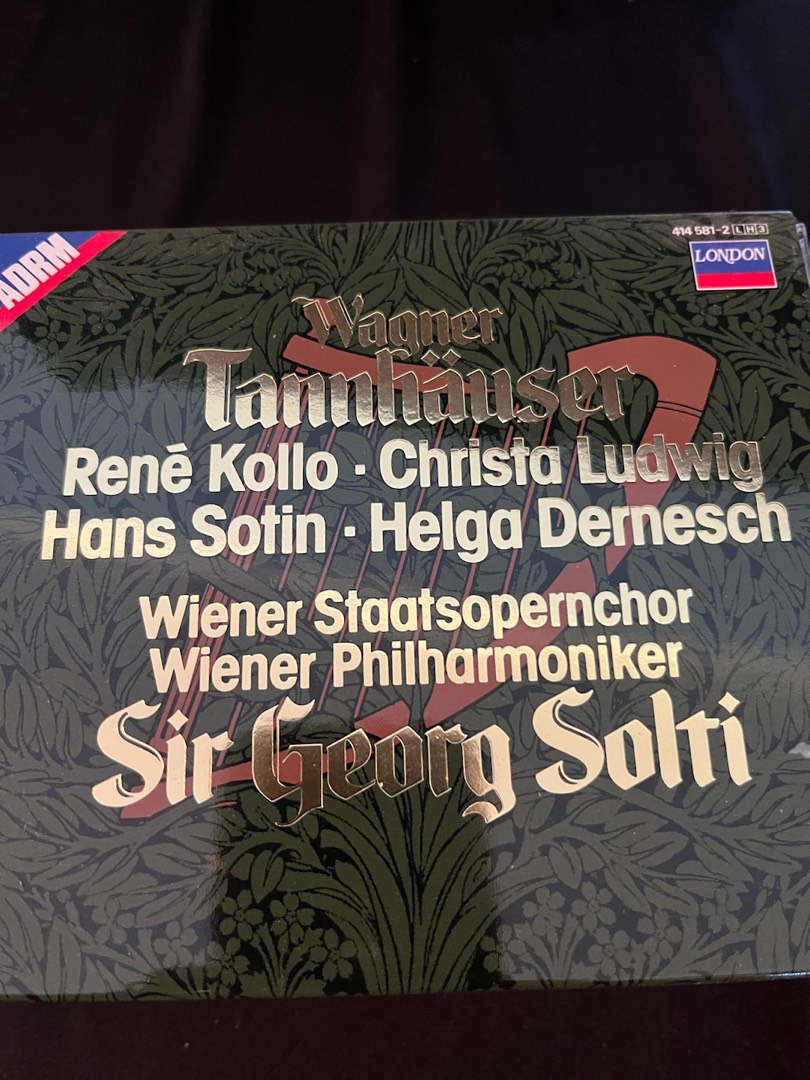 ADRM
414 581-2 L H 3
LONDON
Wagner
Tannhäuser
René Kollo · Christa Ludwig
Hans Sotin · Helga Dernesch
Wiener Staatsopernchor
Wiener Philharmoniker
Sir Georg Solti